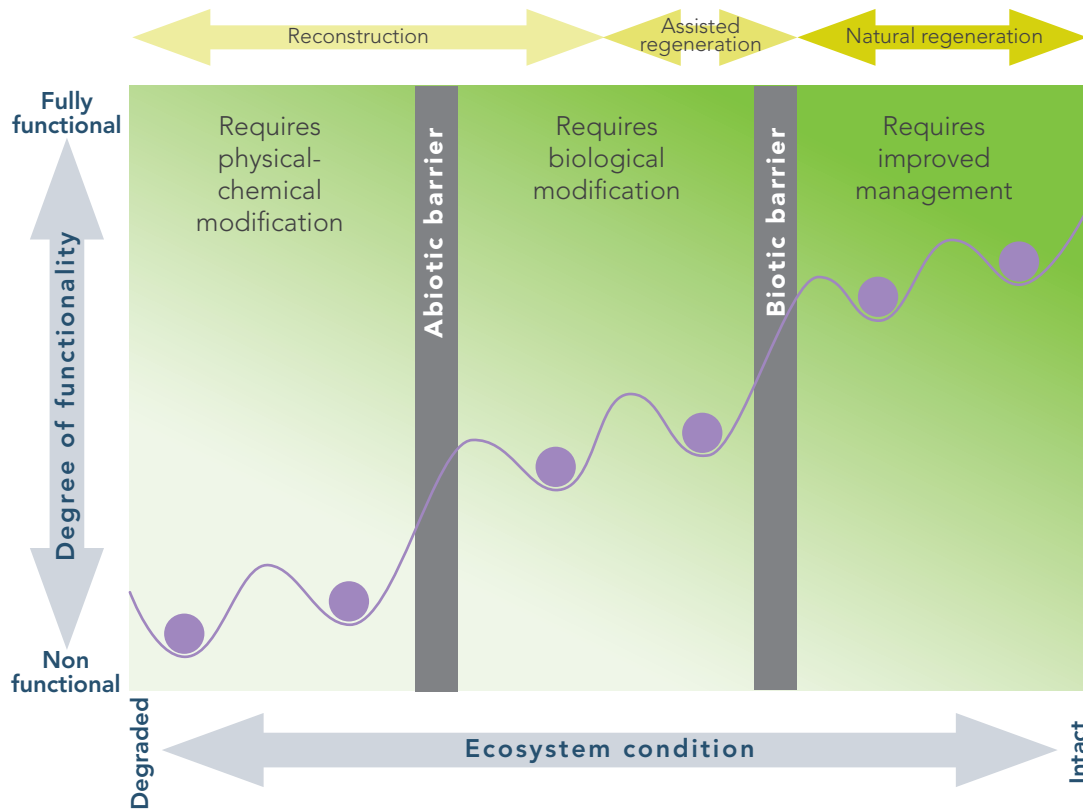 Reconstruction
Assisted
regeneration
Natural regeneration
Fully
functional
Requires
physical-
chemical
modification
Abiotic barrier
Requires
biological
modification
Biotic barrier
Requires
improved
management
Degree of functionality
Non
functional
Degraded
Ecosystem condition
Intact